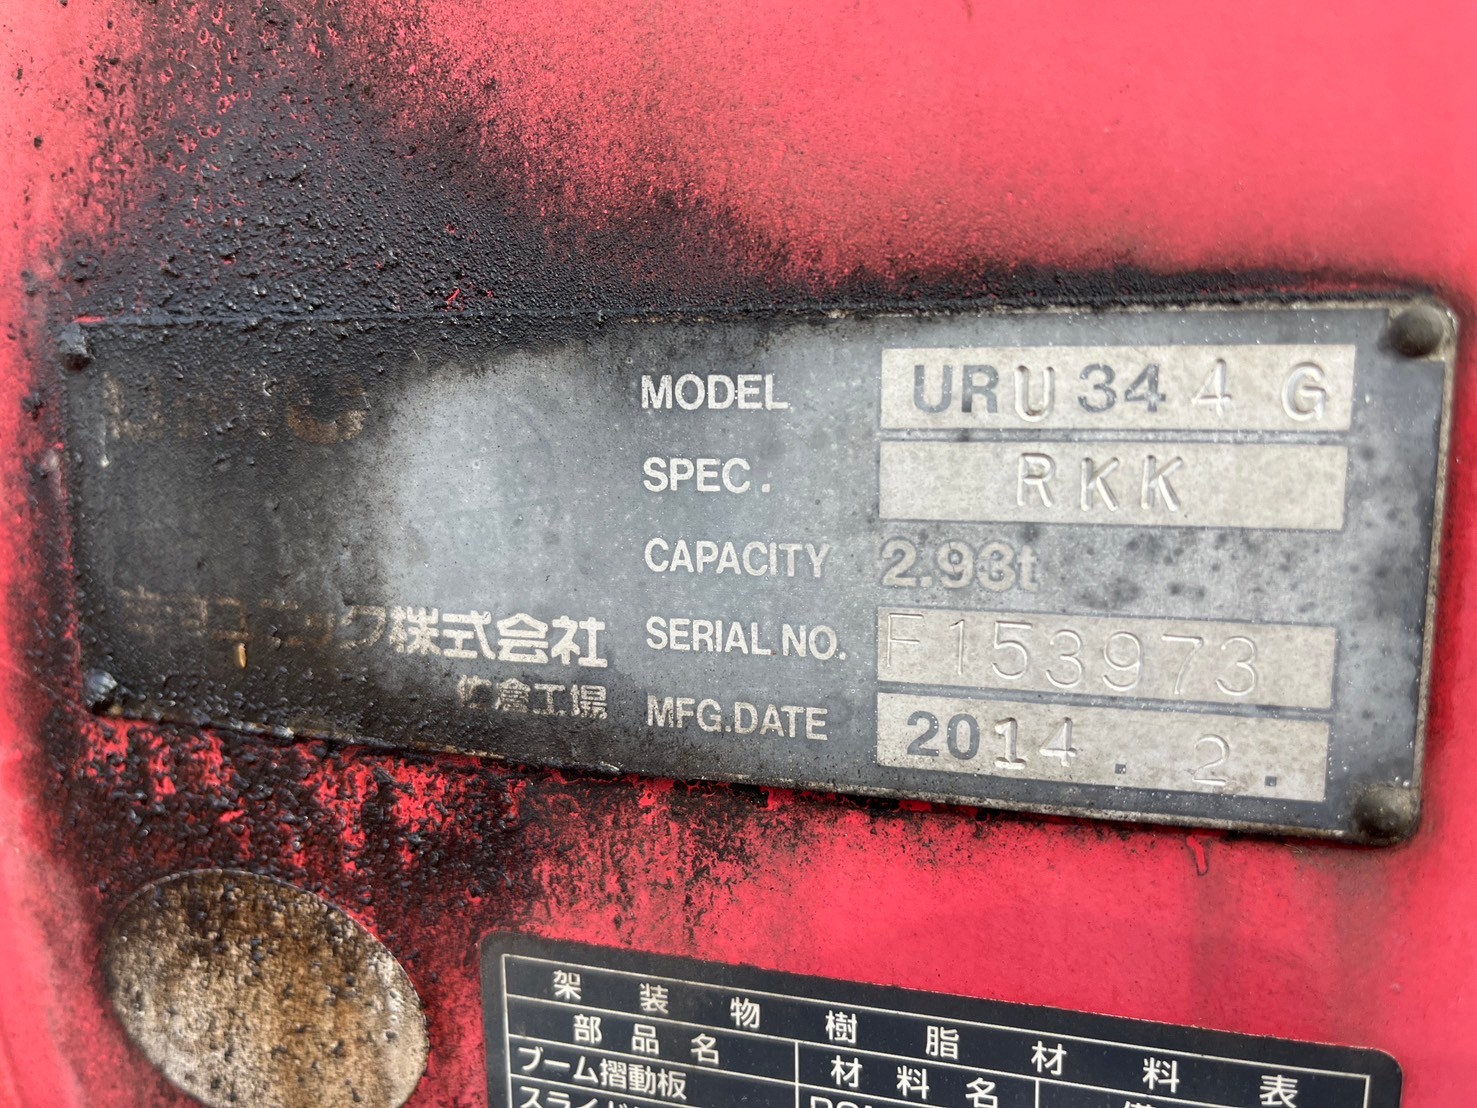 MODEL URU344G
SPEC. RKK
CAPACITY 2.93t
SERIAL NO. F153973
MFG.DATE 2014.2.
株式会社
佐倉工場
架装物樹脂材料表
部品名
材料名
ブーム摺動板